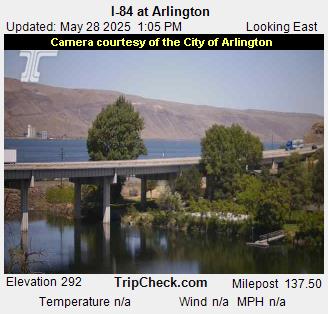 I-84 at Arlington
Updated: May 28 2025 1:05 PM Looking East
Camera courtesy of the City of Arlington
Elevation 292 TripCheck.com Milepost 137.50
Temperature n/a Wind n/a MPH n/a